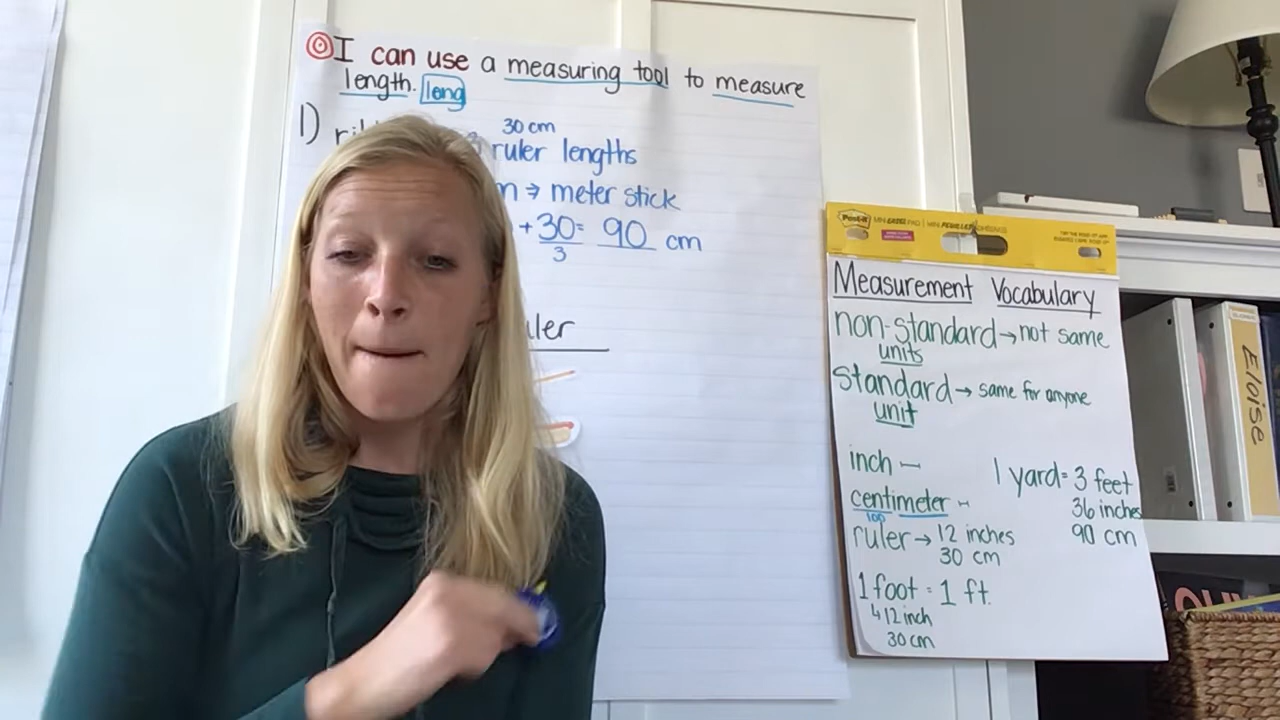 I can use a measuring tool to measure
length. long
1)
30 cm
ruler lengths
→ meter stick
+ 30 = 90 cm
3
Post-it
Measurement Vocabulary
non-standard → not same
units
standard → same for anyone
unit
inch
centimeter
100
ruler → 12 inches
30 cm
1 foot = 1 ft.
12 inch
30 cm
1 yard = 3 feet
36 inches
90 cm
Eloise